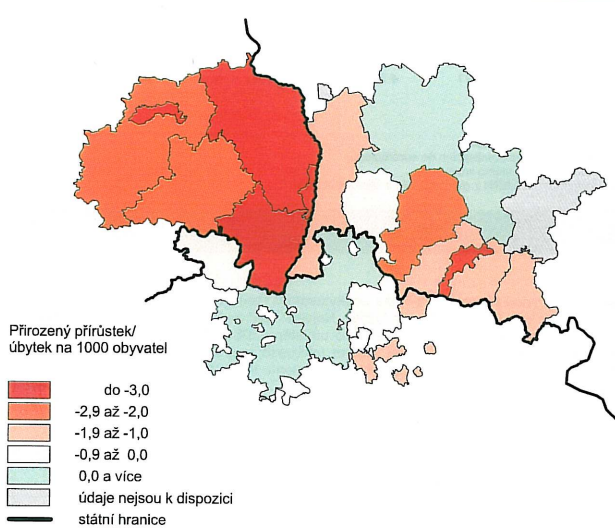 Přirozený přírůstek/
úbytek na 1000 obyvatel
do -3,0
-2,9 až -2,0
-1,9 až -1,0
-0,9 až 0,0
0,0 a více
údaje nejsou k dispozici
státní hranice